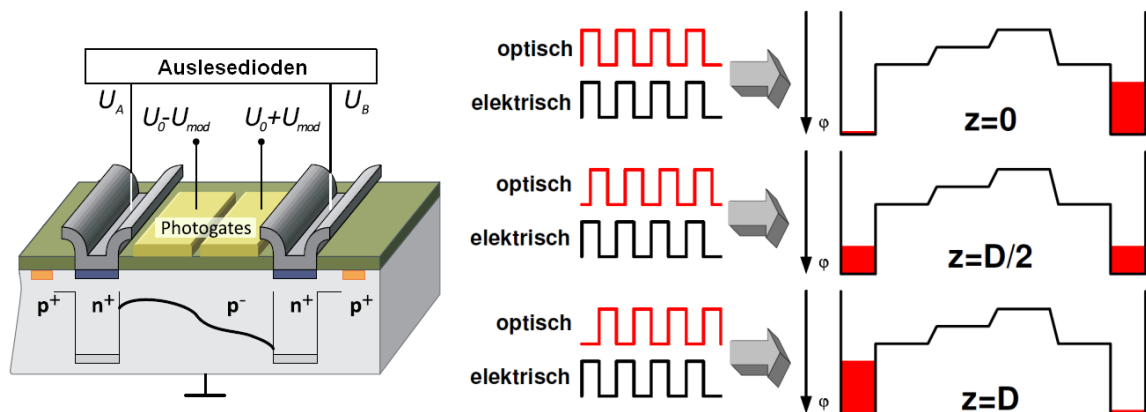 Auslesedioden
U_A
U_B
U_0-U_mod
U_0+U_mod
Photogates
p+
n+
p-
n+
p+
optisch
elektrisch
φ
z=0
optisch
elektrisch
φ
z=D/2
optisch
elektrisch
φ
z=D